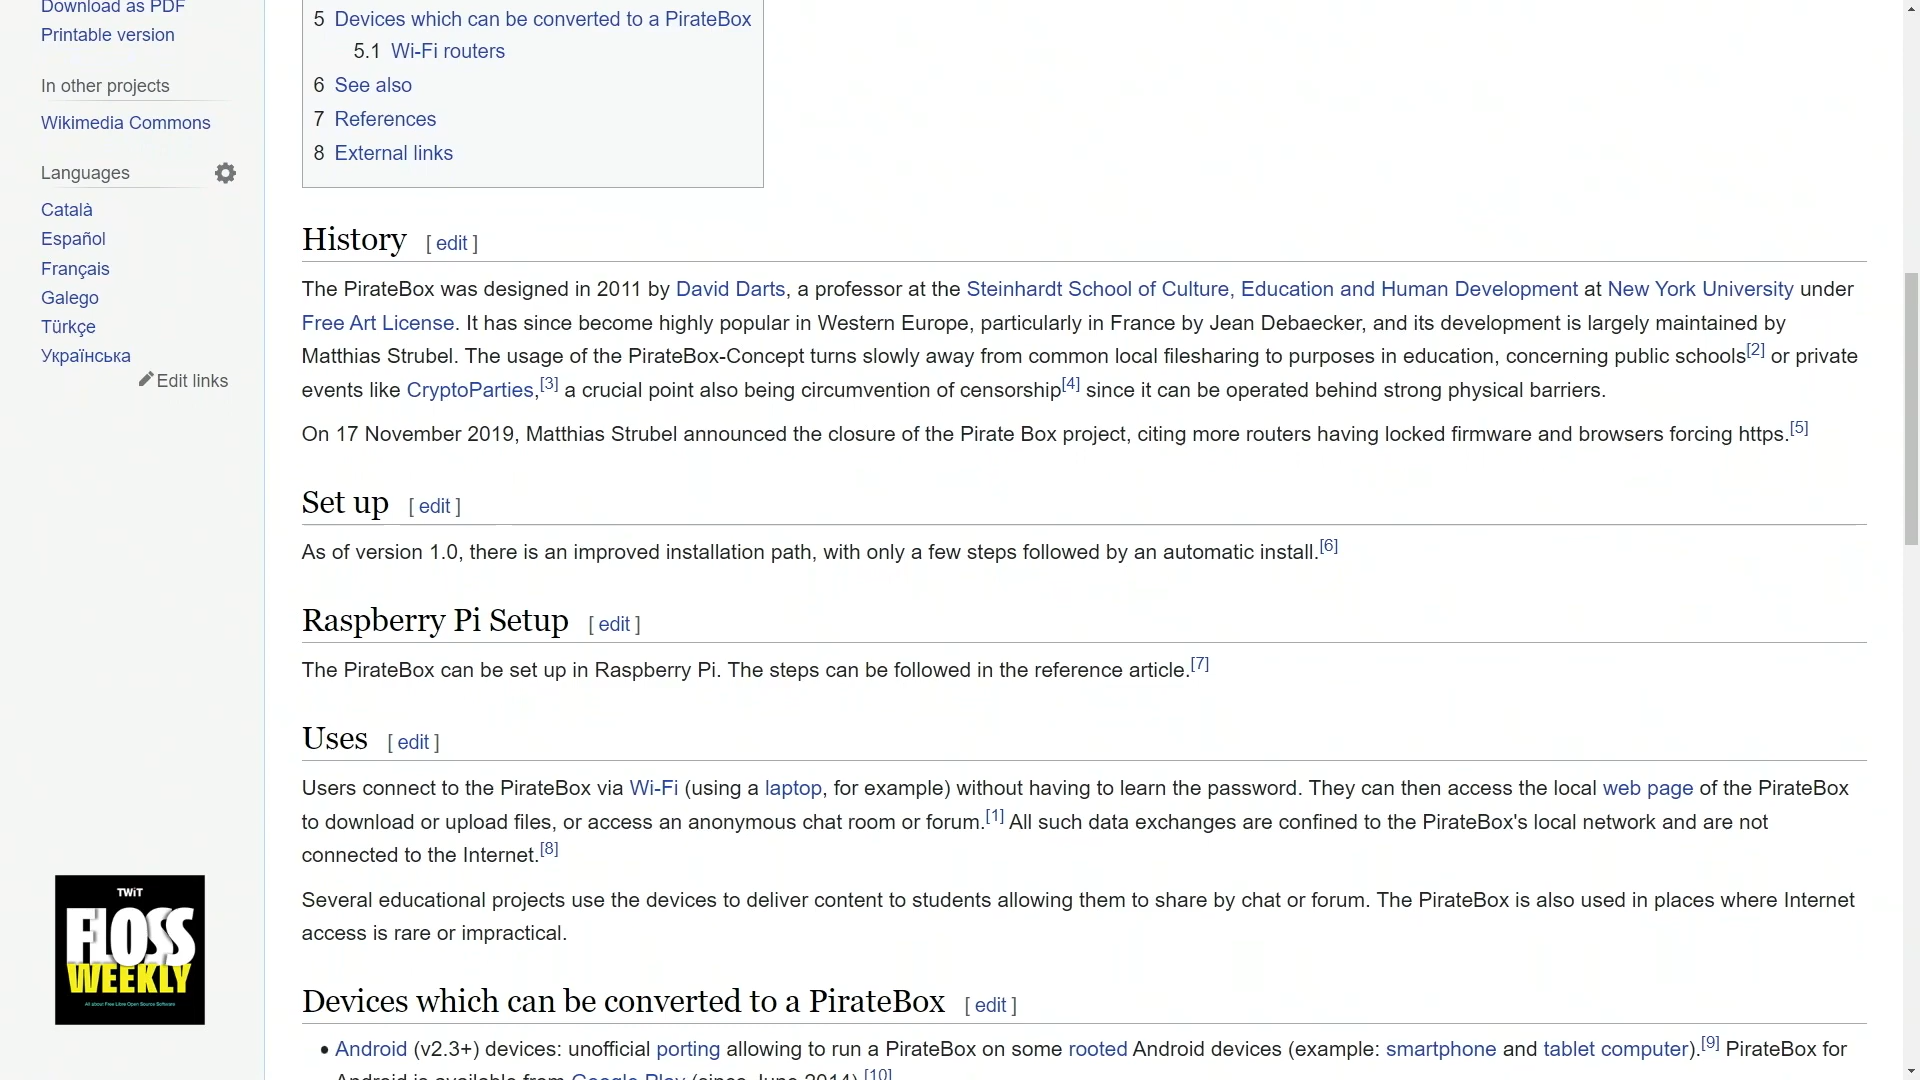 Download as PDF
Printable version
In other projects
Wikimedia Commons
Languages
Català
Español
Français
Galego
Türkçe
Українська
Edit links
TWiT
FLOSS
WEEKLY
All about Free Libre Open Source Software
5 Devices which can be converted to a PirateBox
5.1 Wi-Fi routers
6 See also
7 References
8 External links
History [ edit ]
The PirateBox was designed in 2011 by David Darts, a professor at the Steinhardt School of Culture, Education and Human Development at New York University under
Free Art License. It has since become highly popular in Western Europe, particularly in France by Jean Debaecker, and its development is largely maintained by
Matthias Strubel. The usage of the PirateBox-Concept turns slowly away from common local filesharing to purposes in education, concerning public schools[2] or private
events like CryptoParties,[3] a crucial point also being circumvention of censorship[4] since it can be operated behind strong physical barriers.
On 17 November 2019, Matthias Strubel announced the closure of the Pirate Box project, citing more routers having locked firmware and browsers forcing https.[5]
Set up [ edit ]
As of version 1.0, there is an improved installation path, with only a few steps followed by an automatic install.[6]
Raspberry Pi Setup [ edit ]
The PirateBox can be set up in Raspberry Pi. The steps can be followed in the reference article.[7]
Uses [ edit ]
Users connect to the PirateBox via Wi-Fi (using a laptop, for example) without having to learn the password. They can then access the local web page of the PirateBox
to download or upload files, or access an anonymous chat room or forum.[1] All such data exchanges are confined to the PirateBox's local network and are not
connected to the Internet.[8]
Several educational projects use the devices to deliver content to students allowing them to share by chat or forum. The PirateBox is also used in places where Internet
access is rare or impractical.
Devices which can be converted to a PirateBox [ edit ]
• Android (v2.3+) devices: unofficial porting allowing to run a PirateBox on some rooted Android devices (example: smartphone and tablet computer).[9] PirateBox for
Android is available from Google Play (since June 2014).[10]